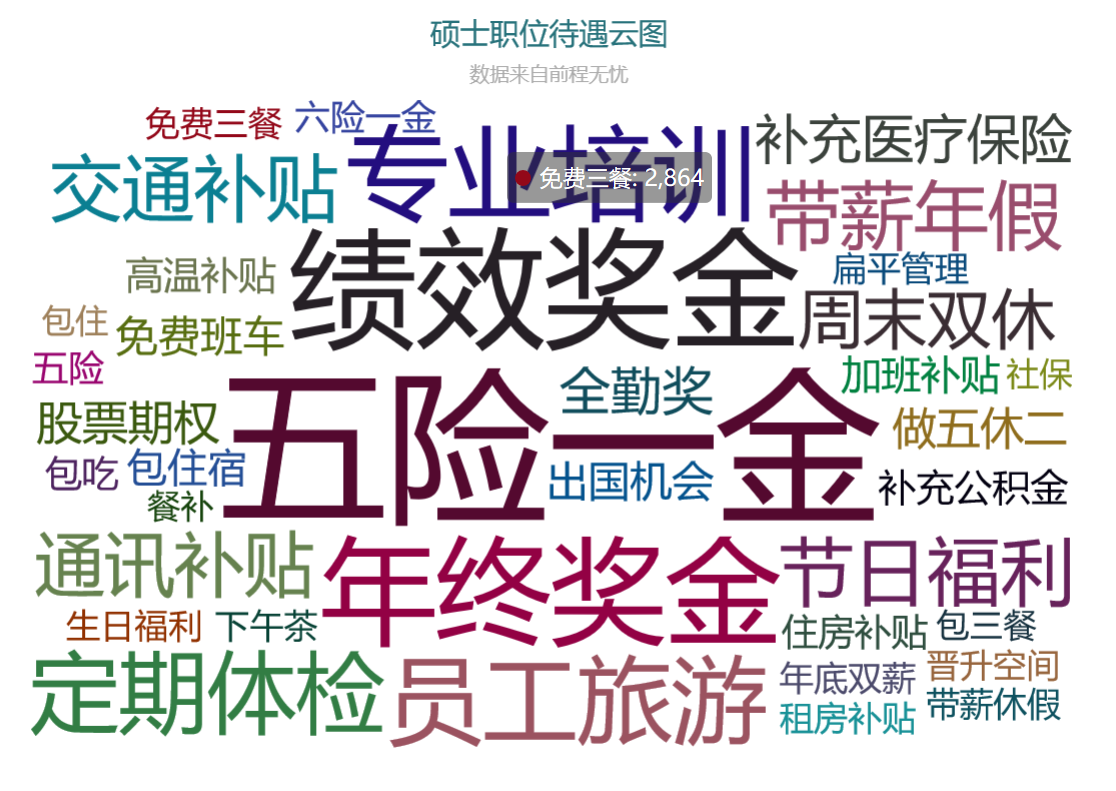 硕士职位待遇云图
数据来自前程无忧
免费三餐
六险一金
专业培训
补充医疗保险
交通补贴
免费三餐: 2,864
带薪年假
绩效奖金
高温补贴
扁平管理
包住
免费班车
周末双休
五险
五险一金
全勤奖
加班补贴
社保
股票期权
做五休二
包吃
包住宿
出国机会
补充公积金
餐补
通讯补贴
年终奖金
节日福利
生日福利
下午茶
住房补贴
包三餐
定期体检
员工旅游
年底双薪
晋升空间
租房补贴
带薪休假